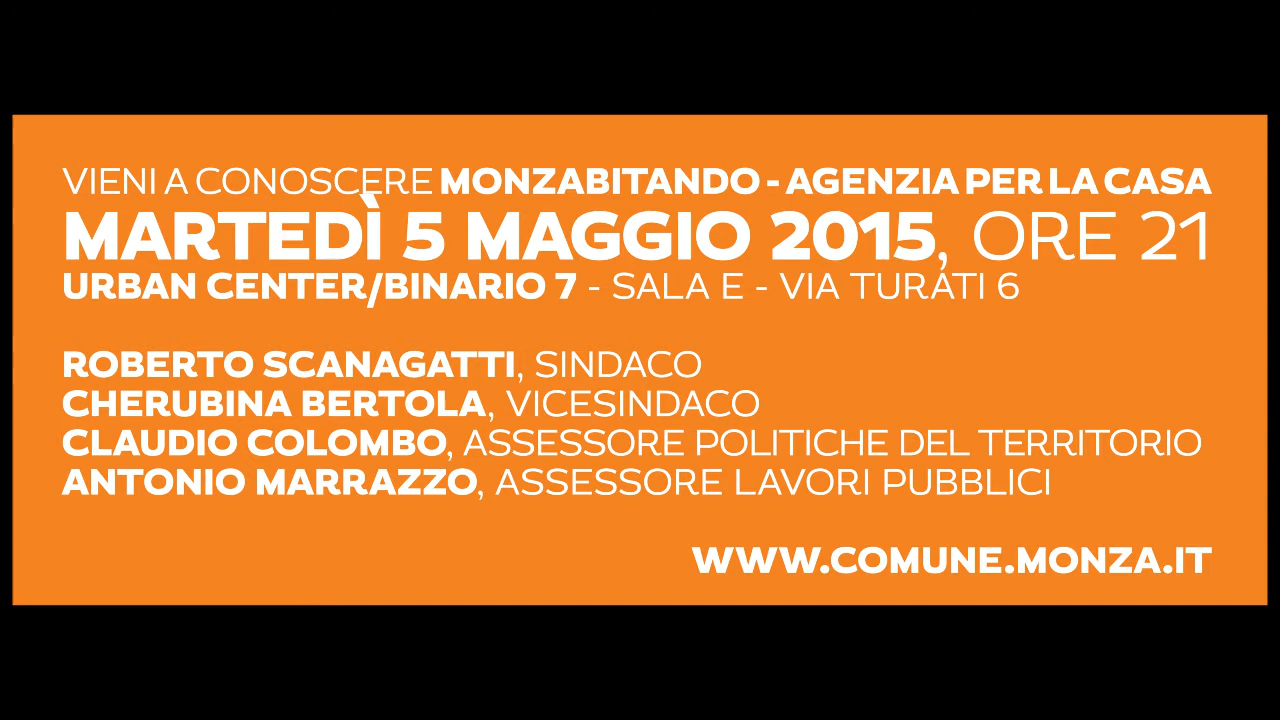 VIENI A CONOSCERE MONZABITANDO - AGENZIA PER LA CASA
MARTEDÌ 5 MAGGIO 2015, ORE 21
URBAN CENTER/BINARIO 7 - SALA E - VIA TURATI 6
ROBERTO SCANAGATTI, SINDACO
CHERUBINA BERTOLA, VICESINDACO
CLAUDIO COLOMBO, ASSESSORE POLITICHE DEL TERRITORIO
ANTONIO MARRAZZO, ASSESSORE LAVORI PUBBLICI
WWW.COMUNE.MONZA.IT